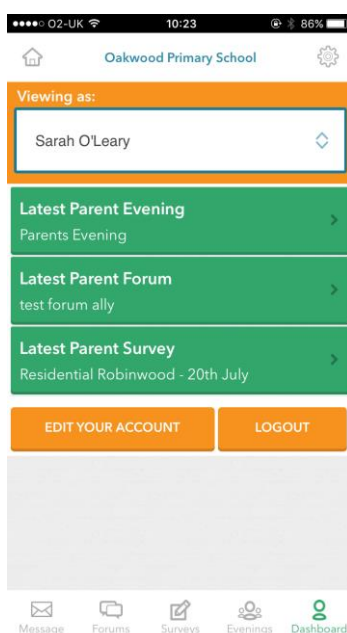 O2-UK 10:23 86%
Oakwood Primary School
Viewing as:
Sarah O'Leary
Latest Parent Evening
Parents Evening
Latest Parent Forum
test forum ally
Latest Parent Survey
Residential Robinwood - 20th July
EDIT YOUR ACCOUNT LOGOUT
Message Forums Surveys Evenings Dashboard